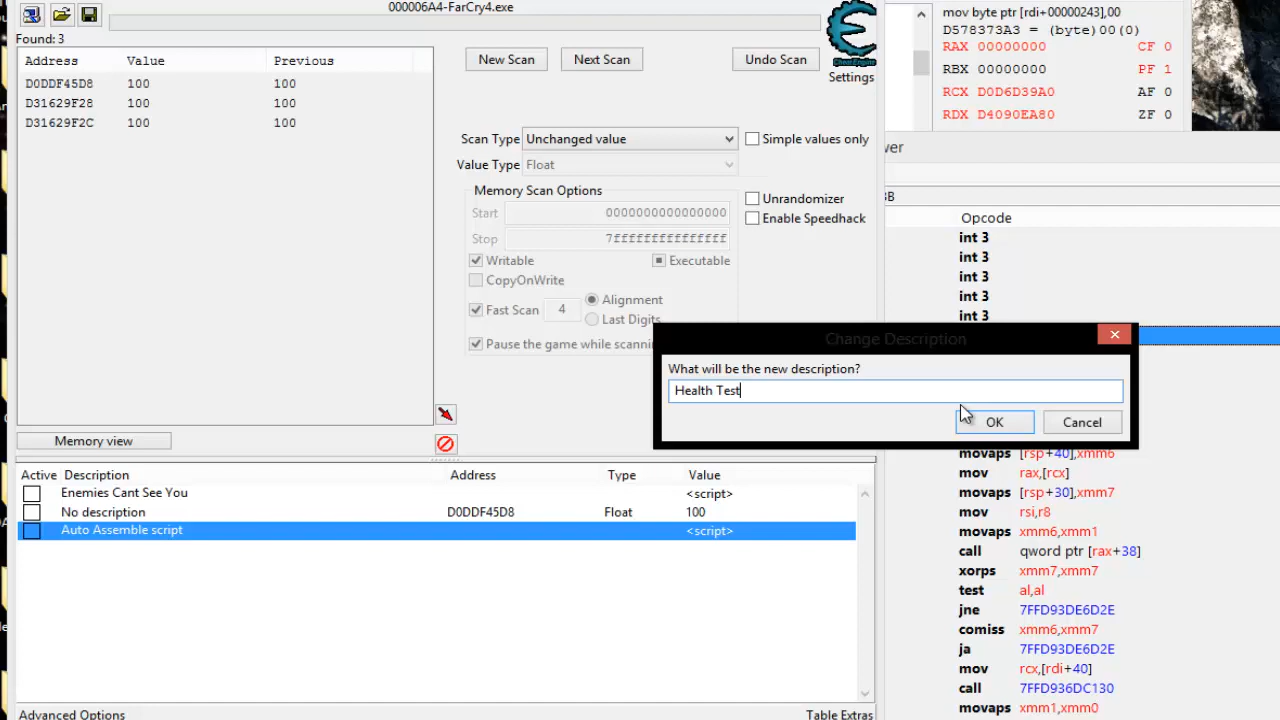 000006A4-FarCry4.exe
Found: 3
Address Value Previous
D0DDF45D8 100 100
D31629F28 100 100
D31629F2C 100 100
New Scan Next Scan Undo Scan
Settings
Scan Type Unchanged value Simple values only
Value Type Float
Memory Scan Options
Start 0000000000000000
Stop 7fffffffffffffff
Writable Executable
CopyOnWrite
Fast Scan 4 Alignment
Last Digits
Pause the game while scannin
Unrandomizer
Enable Speedhack
Memory view
Active Description Address Type Value
Enemies Cant See You <script>
No description D0DDF45D8 Float 100
Auto Assemble script <script>
Advanced Options Table Extras
Change Description
What will be the new description?
Health Test
OK Cancel
mov byte ptr [rdi+00000243],00
D578373A3 = (byte)00(0)
RAX 00000000 CF 0
RBX 00000000 PF 1
RCX D0D6D39A0 AF 0
RDX D4090EA80 ZF 0
wer
BB
Opcode
int 3
int 3
int 3
int 3
int 3
movaps [rsp+40],xmm6
mov rax,[rcx]
movaps [rsp+30],xmm7
mov rsi,r8
movaps xmm6,xmm1
call qword ptr [rax+38]
xorps xmm7,xmm7
test al,al
jne 7FFD93DE6D2E
comiss xmm6,xmm7
ja 7FFD93DE6D2E
mov rcx,[rdi+40]
call 7FFD936DC130
movaps xmm1,xmm0